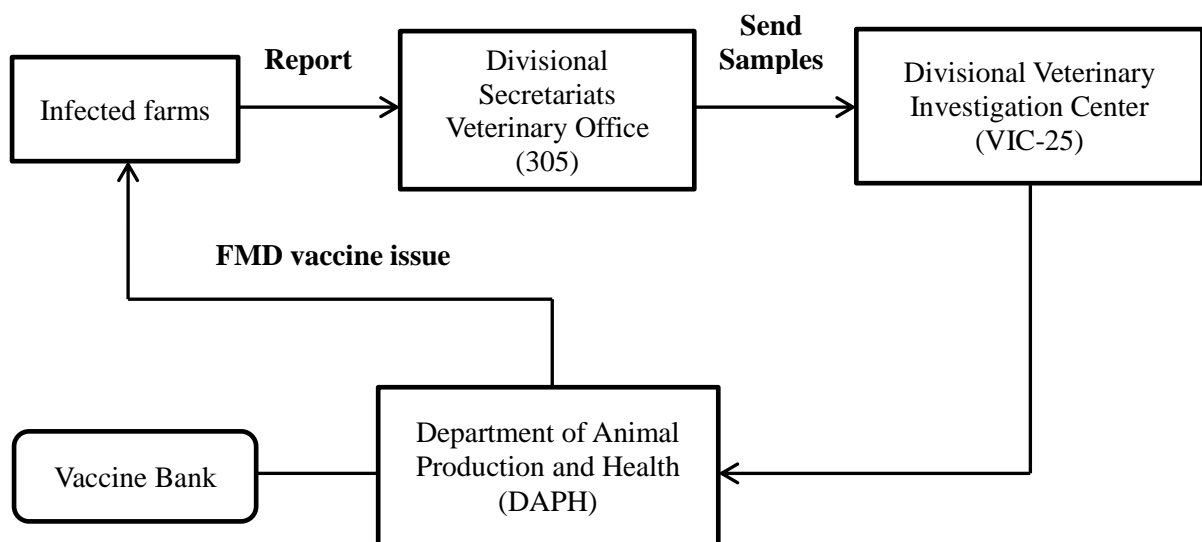 Infected farms
Report
Divisional
Secretariats
Veterinary Office
(305)
Send
Samples
Divisional Veterinary
Investigation Center
(VIC-25)
FMD vaccine issue
Vaccine Bank
Department of Animal
Production and Health
(DAPH)